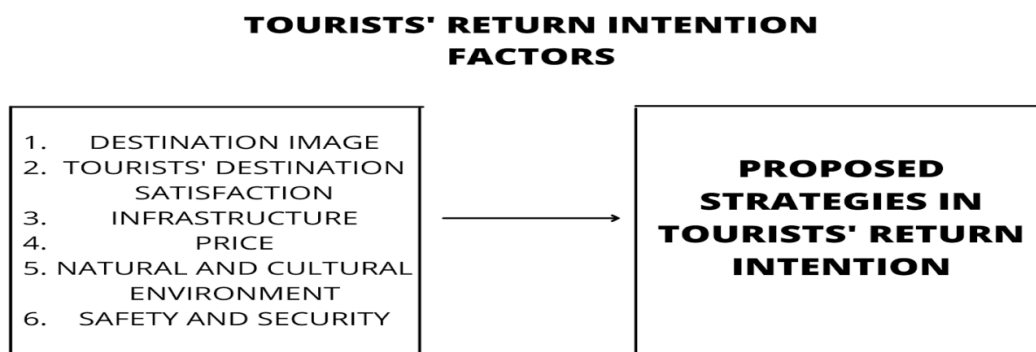 TOURISTS' RETURN INTENTION
FACTORS
1. DESTINATION IMAGE
2. TOURISTS' DESTINATION
SATISFACTION
3. INFRASTRUCTURE
4. PRICE
5. NATURAL AND CULTURAL
ENVIRONMENT
6. SAFETY AND SECURITY
PROPOSED
STRATEGIES IN
TOURISTS' RETURN
INTENTION